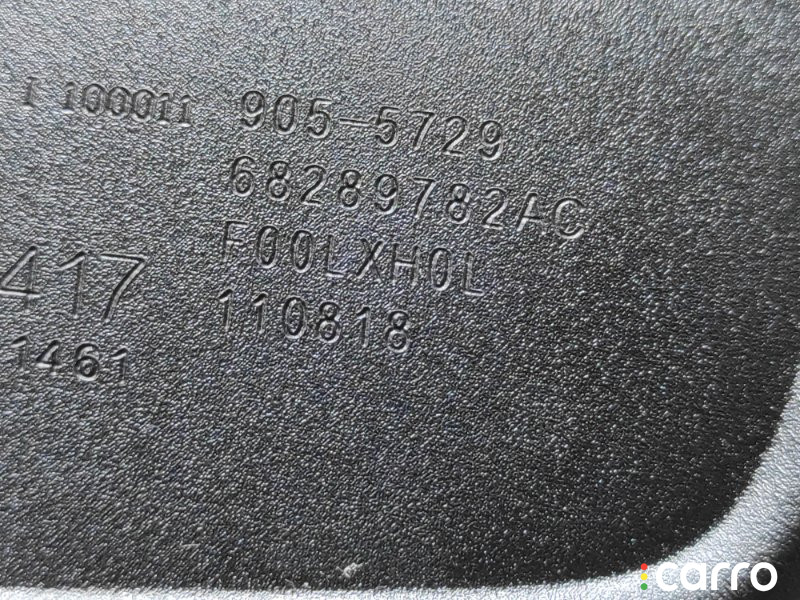 I 100011 905-5729
68289782AC
417 F00LXH0L
1461 110818
carro